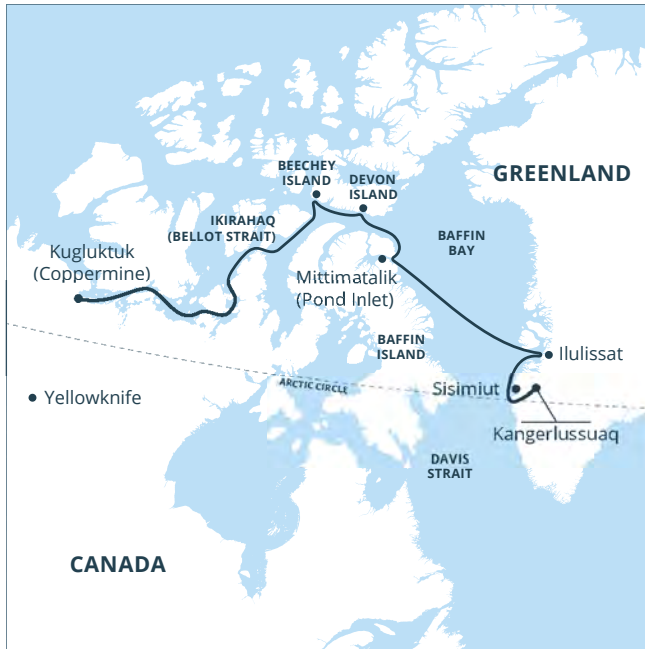 BEECHEY
ISLAND
DEVON
ISLAND
GREENLAND
IKIRAHAQ
(BELLOT STRAIT)
BAFFIN
BAY
Kugluktuk
(Coppermine)
Mittimatalik
(Pond Inlet)
BAFFIN
ISLAND
Ilulissat
ARCTIC CIRCLE
Sisimiut
Yellowknife
Kangerlussuaq
DAVIS
STRAIT
CANADA